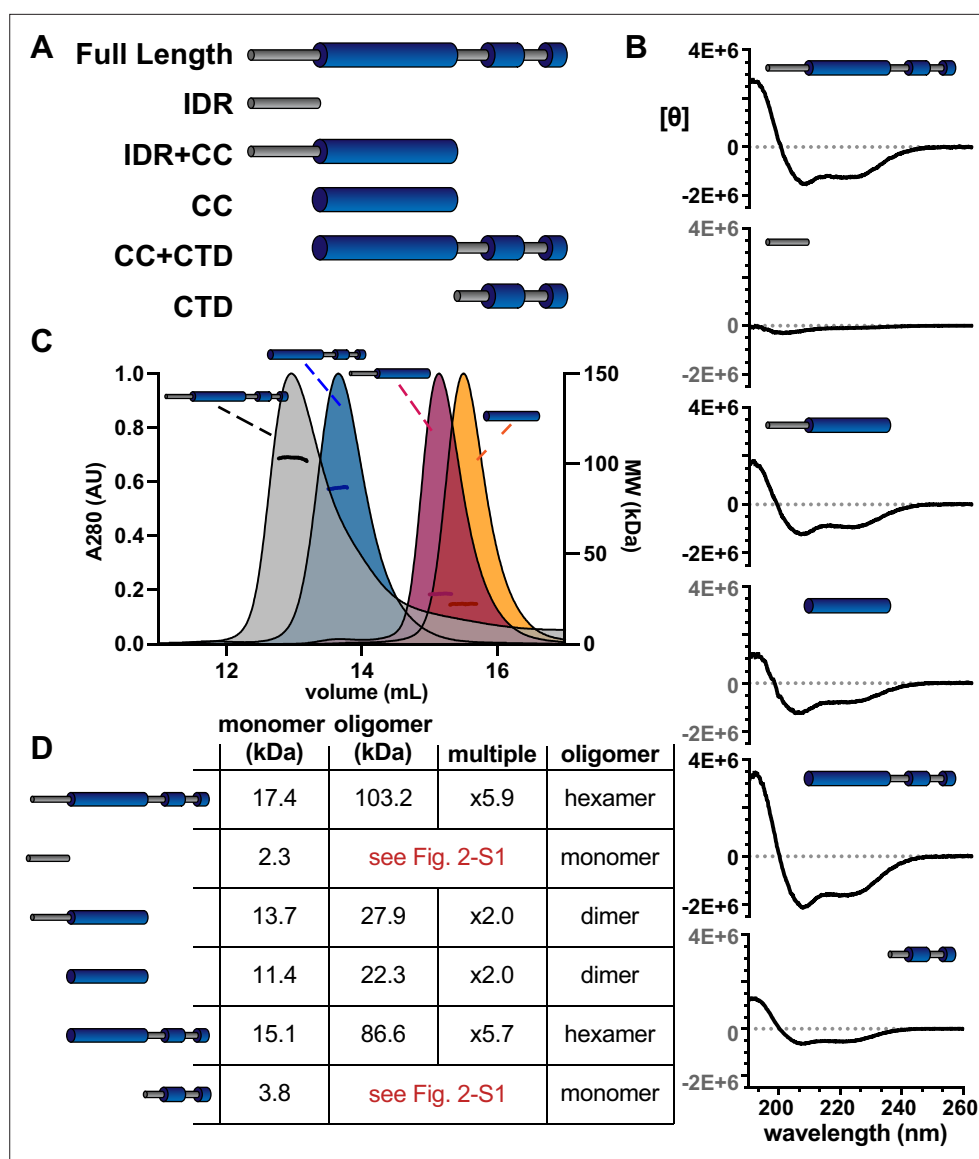 A
Full Length
IDR
IDR+CC
CC
CC+CTD
CTD
B
[θ]
4E+6
0
-2E+6
4E+6
0
-2E+6
4E+6
0
-2E+6
4E+6
0
-2E+6
4E+6
0
-2E+6
4E+6
0
-2E+6
200 220 240 260
wavelength (nm)
C
A280 (AU)
1.0
0.8
0.6
0.4
0.2
0.0
12 14 16
volume (mL)
150
100
50
0
MW (kDa)
D
monomer (kDa) oligomer (kDa) multiple oligomer
17.4 103.2 x5.9 hexamer
2.3 see Fig. 2-S1 monomer
13.7 27.9 x2.0 dimer
11.4 22.3 x2.0 dimer
15.1 86.6 x5.7 hexamer
3.8 see Fig. 2-S1 monomer